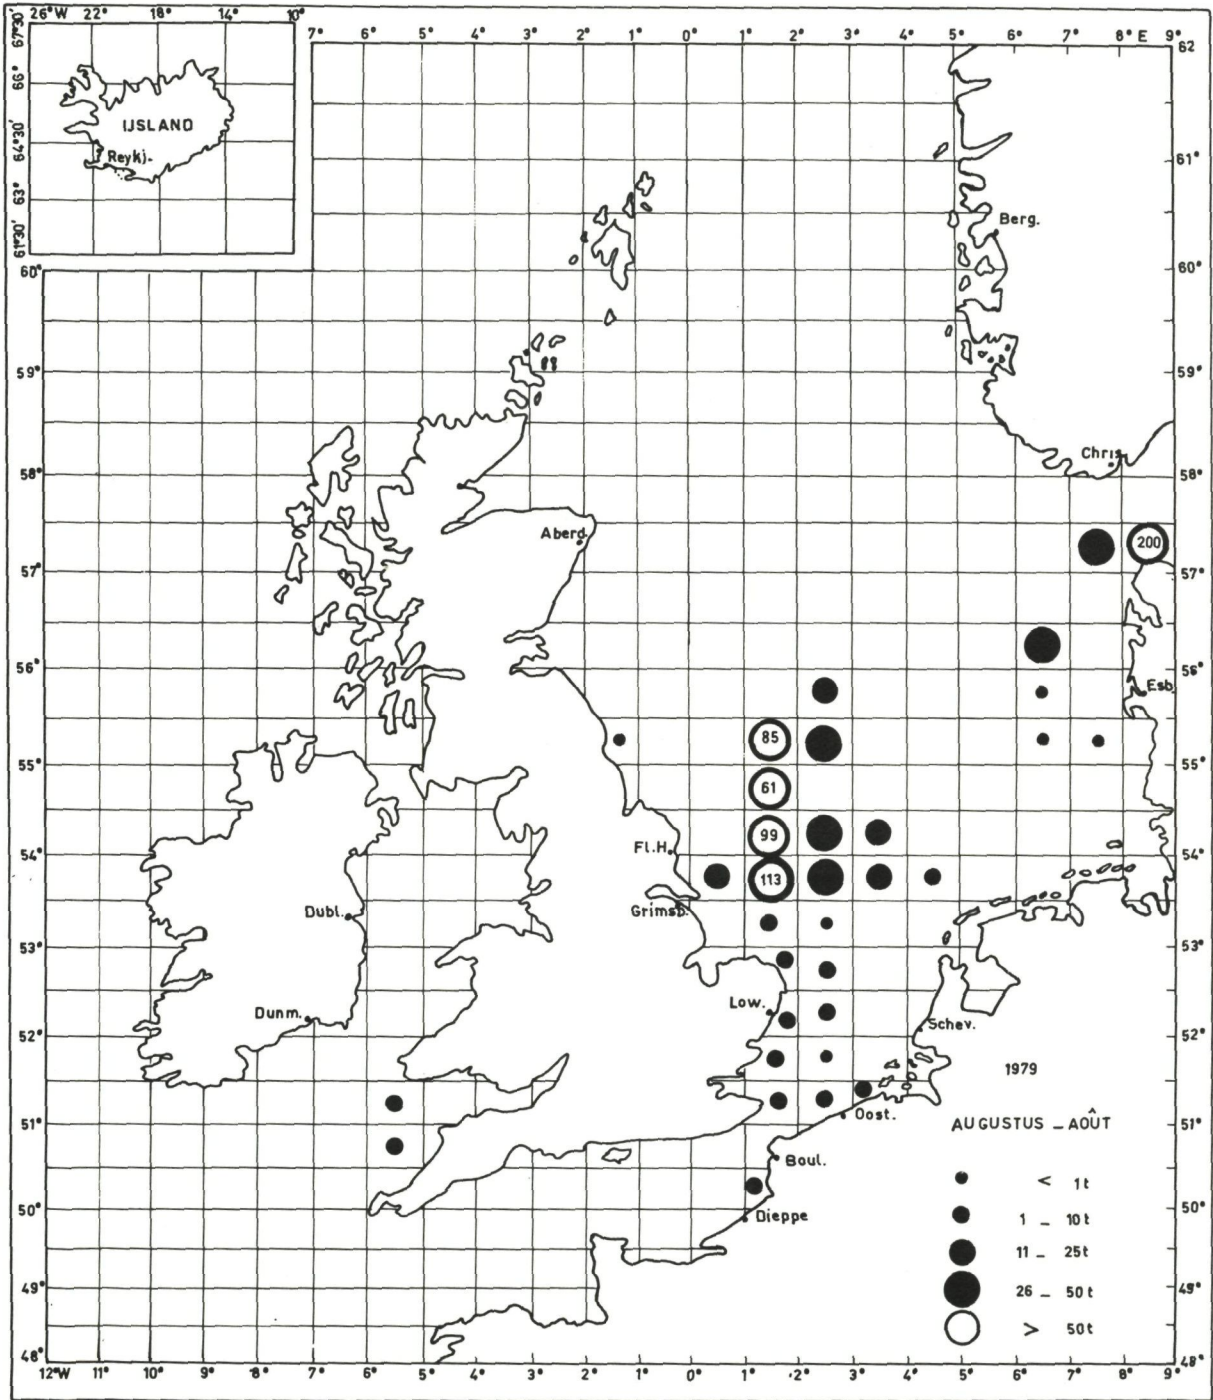 26°W 22° 18° 14° 10°
67°30' 66° 64°30' 63° 61°30'
IJSLAND
Reykj.
7° 6° 5° 4° 3° 2° 1° 0° 1° 2° 3° 4° 5° 6° 7° 8° E 9°
62
61°
Berg.
60° 60°
59° 59°
Chris
58° 58°
Aberd.
200
57° 57°
56° 56°
Esb
85
55° 55°
61
99
Fl.H.
54° 54°
113
Dubl.
Grimsb.
53° 53°
Low.
Dunm.
52° 52°
Schev.
1979
51° 51°
Oost.
AUGUSTUS _ AOÛT
Boul.
< 1t
50° 50°
Dieppe
1 _ 10t
11 _ 25t
49° 49°
26 _ 50t
> 50t
48° 48°
12°W 11° 10° 9° 8° 7° 6° 5° 4° 3° 2° 1° 0° 1° 2° 3° 4° 5° 6° 7° 8° 9°